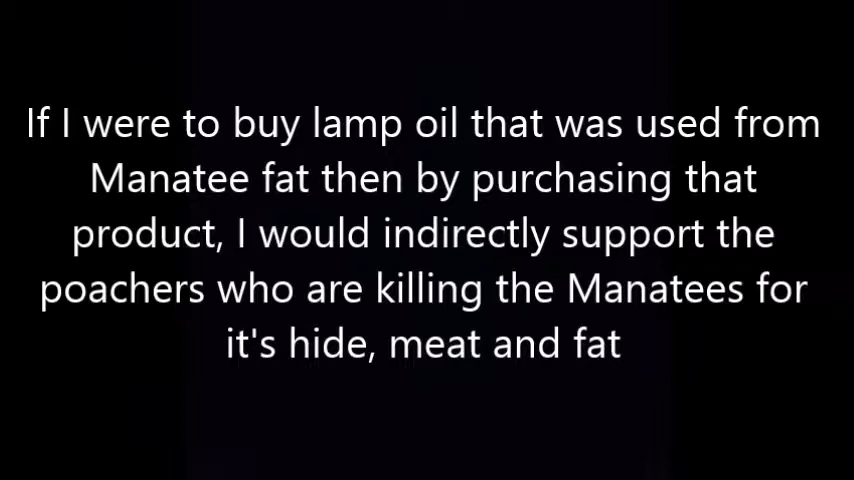 If I were to buy lamp oil that was used from
Manatee fat then by purchasing that
product, I would indirectly support the
poachers who are killing the Manatees for
it's hide, meat and fat